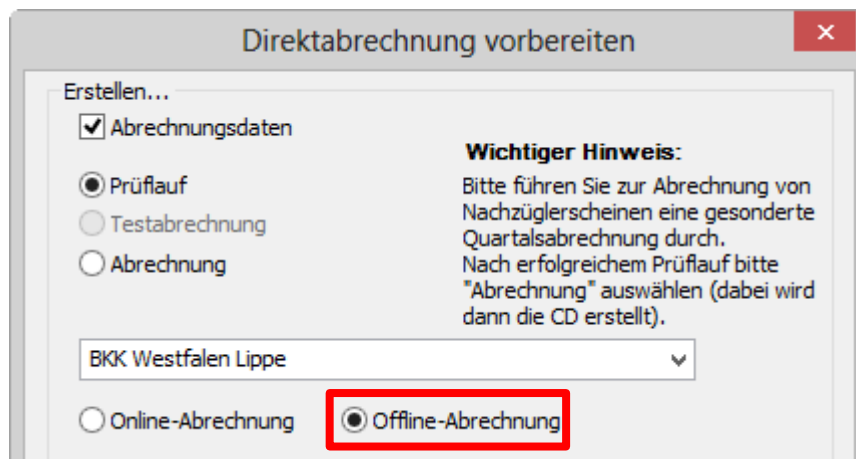 Direktabrechnung vorbereiten
Erstellen...
Abrechnungsdaten
Prüflauf
Testabrechnung
Abrechnung
Wichtiger Hinweis:
Bitte führen Sie zur Abrechnung von
Nachzüglerscheinen eine gesonderte
Quartalsabrechnung durch.
Nach erfolgreichem Prüflauf bitte
"Abrechnung" auswählen (dabei wird
dann die CD erstellt).
BKK Westfalen Lippe
Online-Abrechnung
Offline-Abrechnung